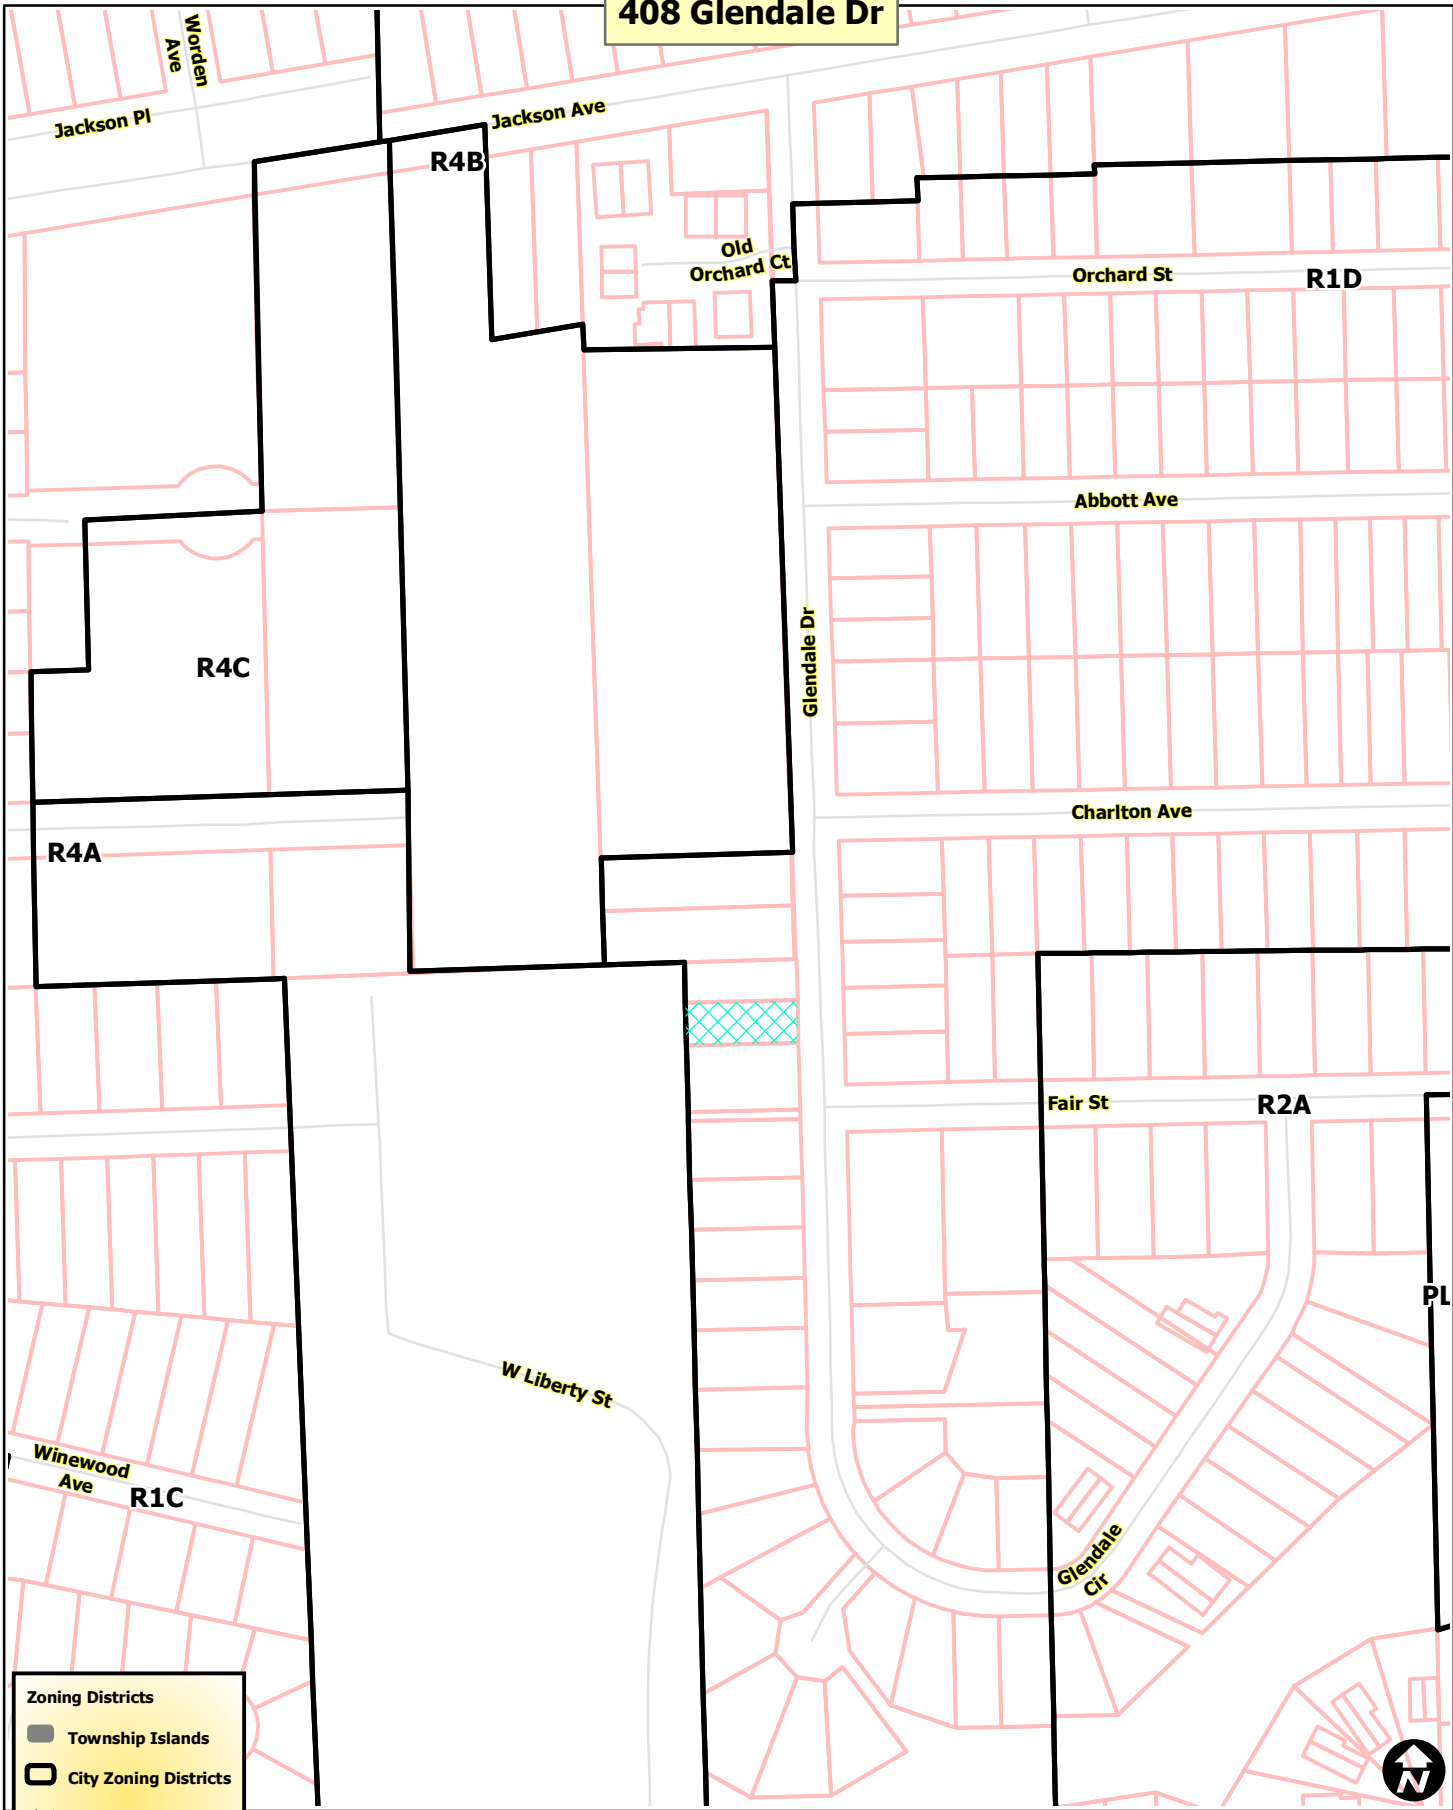 408 Glendale Dr
Worden
Ave
Jackson Pl
Jackson Ave
R4B
Old
Orchard Ct
Orchard St
R1D
Abbott Ave
Glendale Dr
R4C
Charlton Ave
R4A
Fair St
R2A
PL
W Liberty St
Winewood
Ave
R1C
Glendale
Cir
Zoning Districts
Township Islands
City Zoning Districts
N